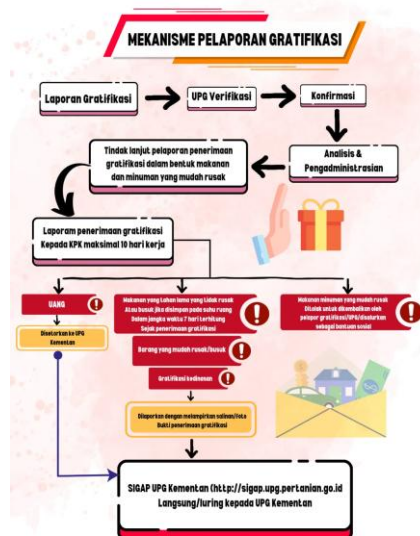 MEKANISME PELAPORAN GRATIFIKASI
Laporan Gratifikasi
UPG Verifikasi
Konfirmasi
Analisis &
Pengadministrasian
Tindak lanjut pelaporan penerimaan
gratifikasi dalam bentuk makanan
dan minuman yang mudah rusak
Laporam penerimaan gratifikasi
Kepada KPK maksimal 10 hari kerja
UANG
Disetorkan ke UPG
Kementan
Makanan yang tahan lama yang tidak rusak
Atau busuk jika disimpan pada suhu ruang
Dalam jangka waktu 7 hari terhitung
Sejak penerimaan gratifikasi
Barang yang mudah rusak/busuk
Gratifikasi kedinasan
Makanan minuman yang mudah rusak
Ditolak untuk dikembalikan oleh
pelapor gratifikasi/UPG/disalurkan
sebagai bantuan sosial
Dilaporkan dengan melampirkan salinan/foto
Bukti penerimaan gratifikasi
SIGAP UPG Kementan (http://sigap.upg.pertanian.go.id
Langsung/luring kepada UPG Kementan